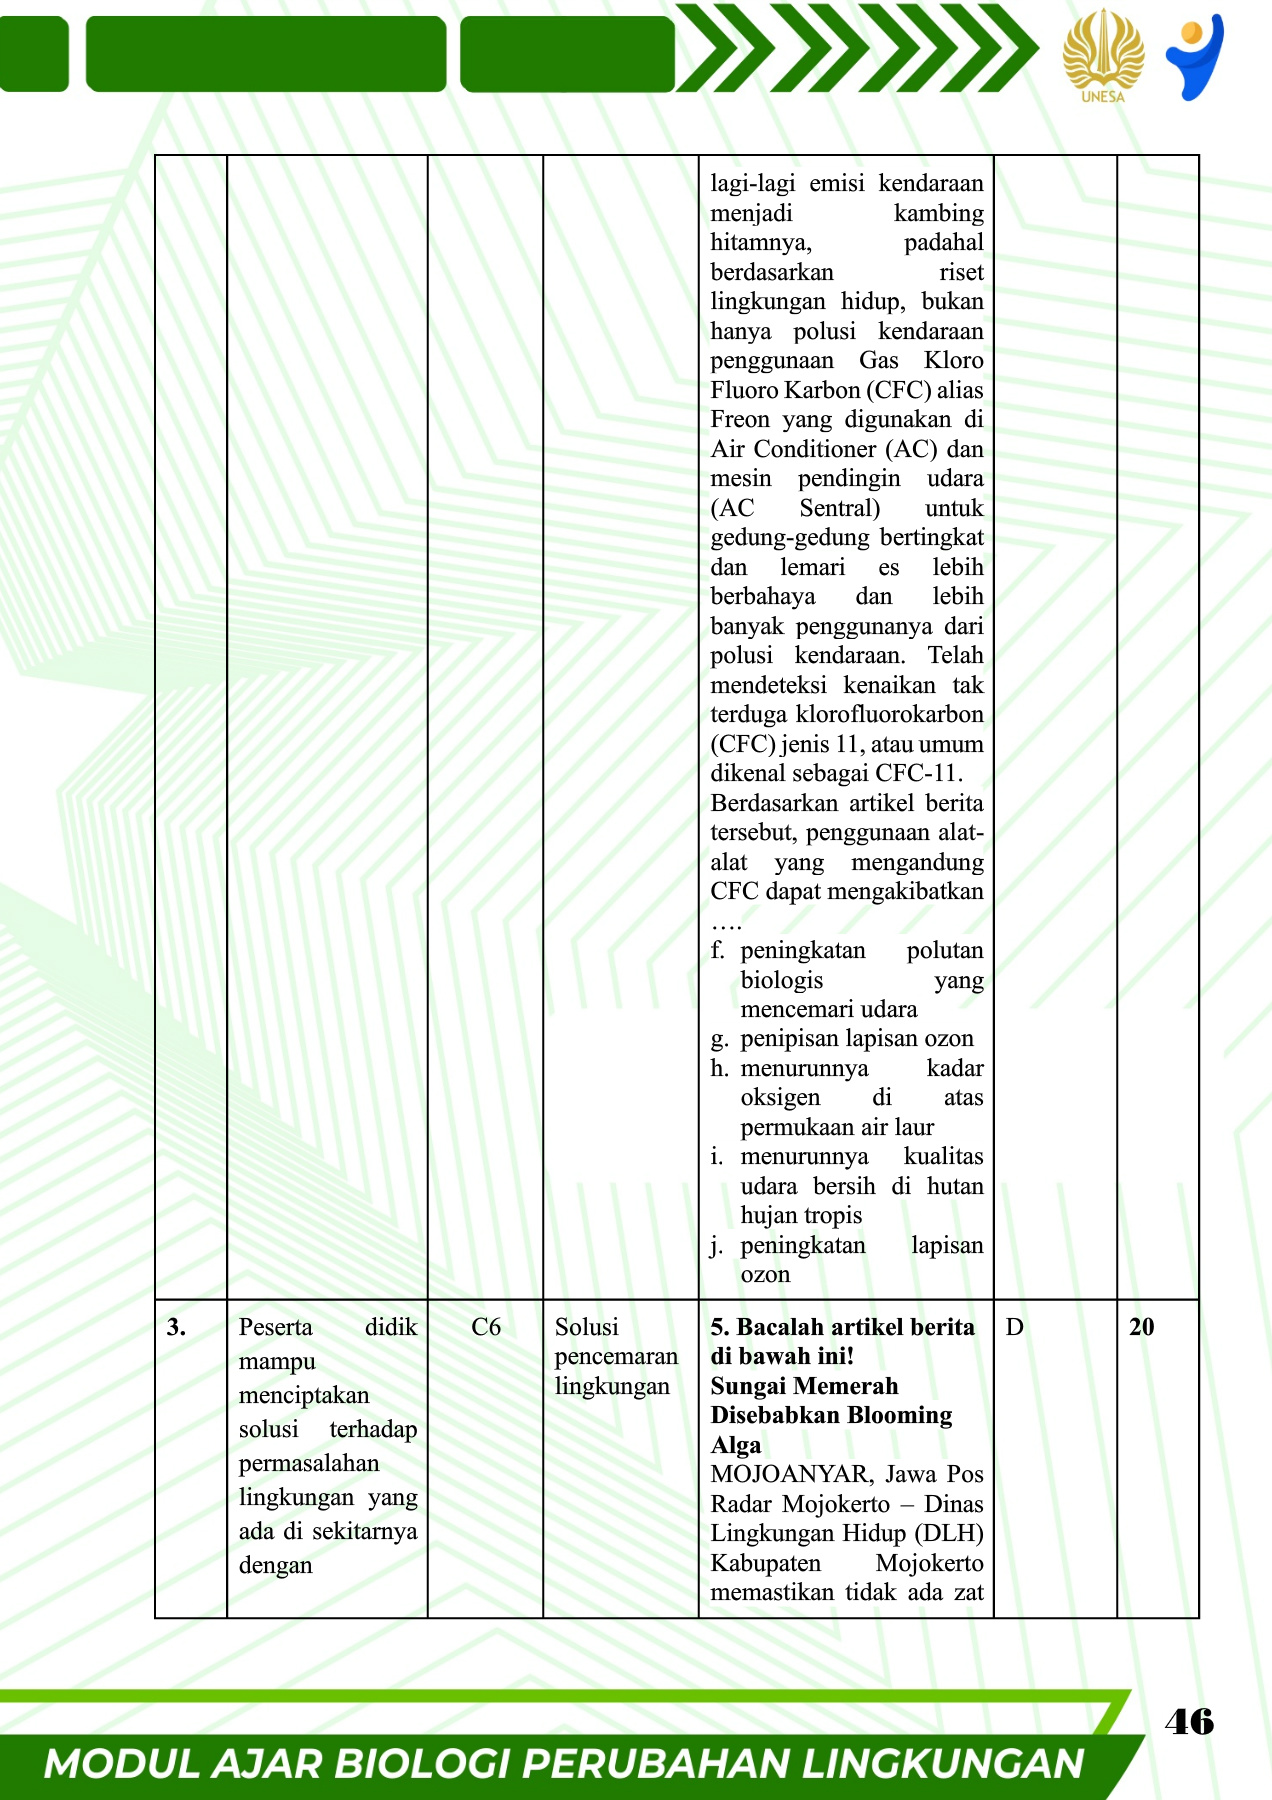 UNESA
lagi-lagi emisi kendaraan
menjadi kambing
hitamnya, padahal
berdasarkan riset
lingkungan hidup, bukan
hanya polusi kendaraan
penggunaan Gas Kloro
Fluoro Karbon (CFC) alias
Freon yang digunakan di
Air Conditioner (AC) dan
mesin pendingin udara
(AC Sentral) untuk
gedung-gedung bertingkat
dan lemari es lebih
berbahaya dan lebih
banyak penggunanya dari
polusi kendaraan. Telah
mendeteksi kenaikan tak
terduga klorofluorokarbon
(CFC) jenis 11, atau umum
dikenal sebagai CFC-11.
Berdasarkan artikel berita
tersebut, penggunaan alat-
alat yang mengandung
CFC dapat mengakibatkan
….
f. peningkatan polutan
biologis yang
mencemari udara
g. penipisan lapisan ozon
h. menurunnya kadar
oksigen di atas
permukaan air laur
i. menurunnya kualitas
udara bersih di hutan
hujan tropis
j. peningkatan lapisan
ozon
3.
Peserta didik
mampu
menciptakan
solusi terhadap
permasalahan
lingkungan yang
ada di sekitarnya
dengan
C6
Solusi
pencemaran
lingkungan
5. Bacalah artikel berita
di bawah ini!
Sungai Memerah
Disebabkan Blooming
Alga
MOJOANYAR, Jawa Pos
Radar Mojokerto – Dinas
Lingkungan Hidup (DLH)
Kabupaten Mojokerto
memastikan tidak ada zat
D
20
46
MODUL AJAR BIOLOGI PERUBAHAN LINGKUNGAN